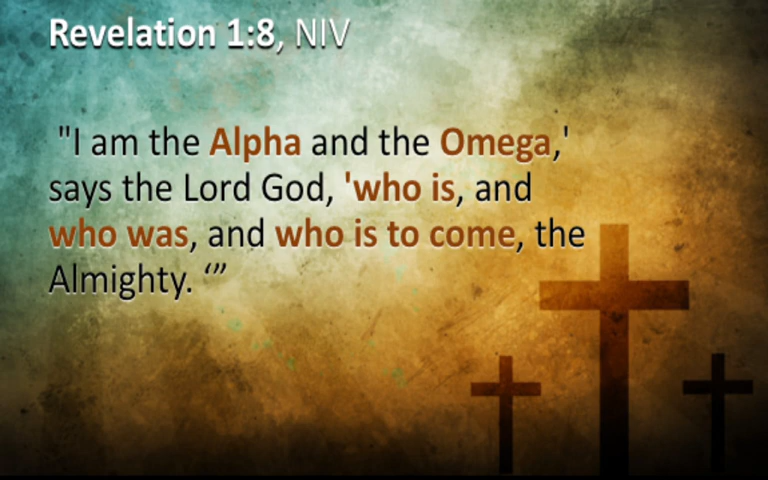 Revelation 1:8, NIV
"I am the Alpha and the Omega,'
says the Lord God, 'who is, and
who was, and who is to come, the
Almighty. ‘”